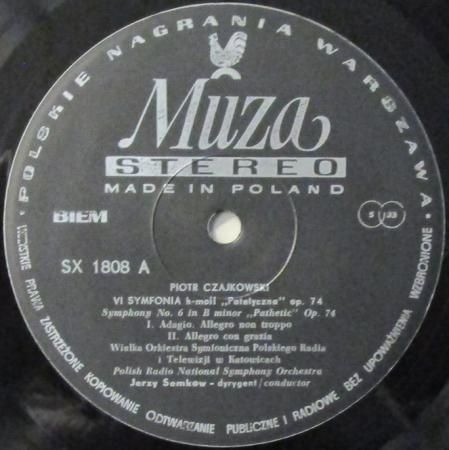 • POLSKIE NAGRANIA WARSZAWA •
Muza
STEREO
MADE IN POLAND
BIEM
S 33
SX 1808 A
PIOTR CZAJKOWSKI
VI SYMFONIA h-moll „Patetyczna" op. 74
Symphony No. 6 in B minor „Pathetic" Op. 74
I. Adagio. Allegro non troppo
II. Allegro con grazia
Wielka Orkiestra Symfoniczna Polskiego Radia
i Telewizji w Katowicach
Polish Radio National Symphony Orchestra
Jerzy Semkow - dyrygent/conductor
WSZYSTKIE PRAWA ZASTRZEŻONE KOPIOWANIE ODTWARZANIE PUBLICZNE I RADIOWE BEZ UPOWAŻNIENIA WZBRONIONE